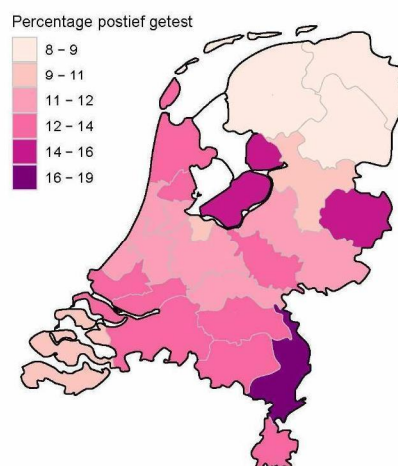 Percentage postief getest
8 – 9
9 – 11
11 – 12
12 – 14
14 – 16
16 – 19